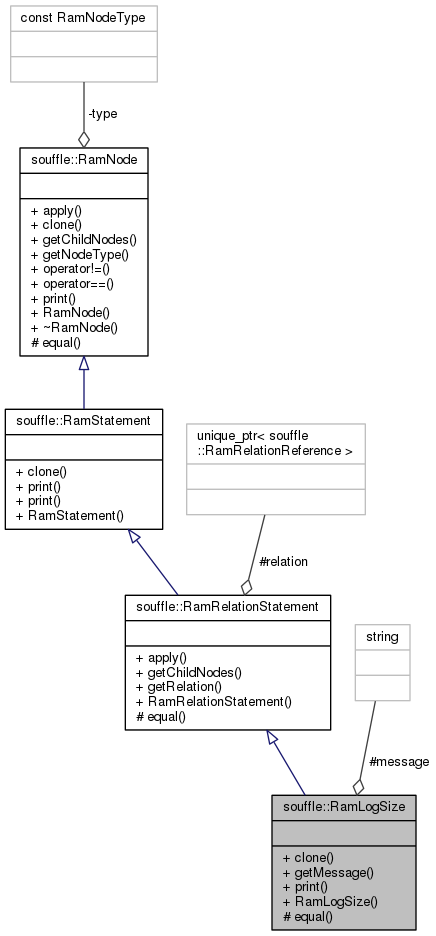 const RamNodeType
-type
souffle::RamNode
+ apply()
+ clone()
+ getChildNodes()
+ getNodeType()
+ operator!=()
+ operator==()
+ print()
+ RamNode()
+ ~RamNode()
# equal()
souffle::RamStatement
+ clone()
+ print()
+ print()
+ RamStatement()
unique_ptr< souffle
::RamRelationReference >
#relation
souffle::RamRelationStatement
+ apply()
+ getChildNodes()
+ getRelation()
+ RamRelationStatement()
# equal()
string
#message
souffle::RamLogSize
+ clone()
+ getMessage()
+ print()
+ RamLogSize()
# equal()